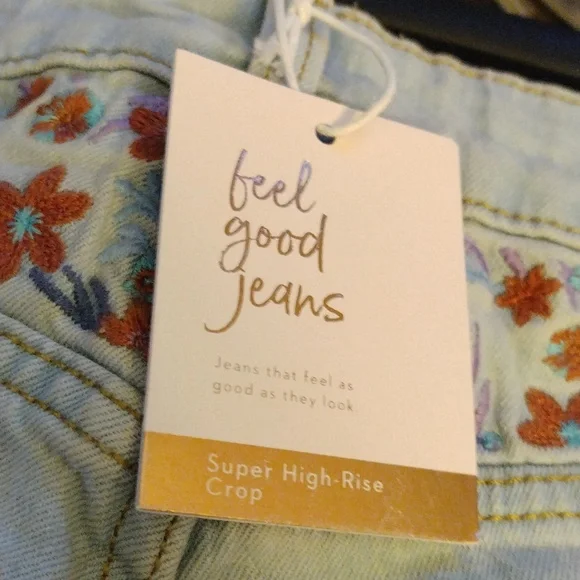 feel
good
jeans
Jeans that feel as
good as they look
Super High-Rise
Crop